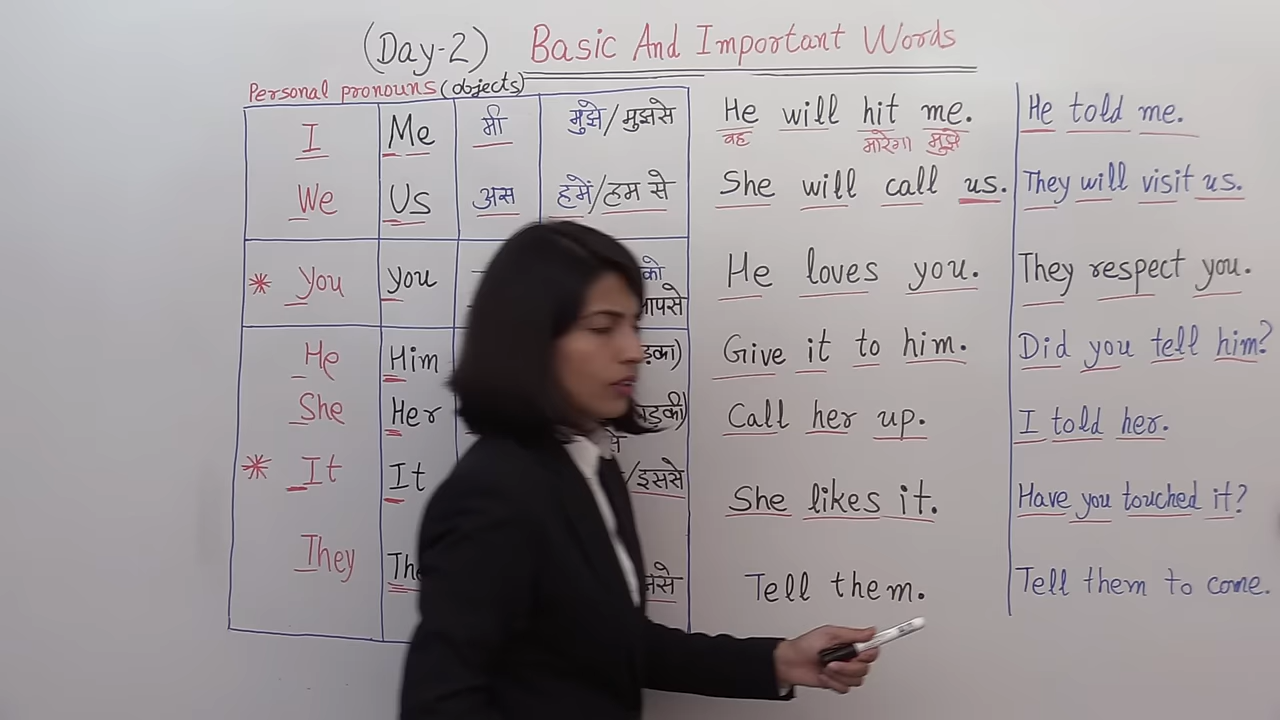 (Day-2) Basic And Important Words
Personal pronouns (objects)
I Me मी मुझे/मुझसे He will hit me. He told me.
वह मारेगा मुझे
We Us अस हमें/हम से She will call us. They will visit us.
* You you को He loves you. They respect you.
He Him Give it to him. Did you tell him?
She Her Call her up. I told her.
* It It /इससे She likes it. Have you touched it?
They Tell them. Tell them to come.